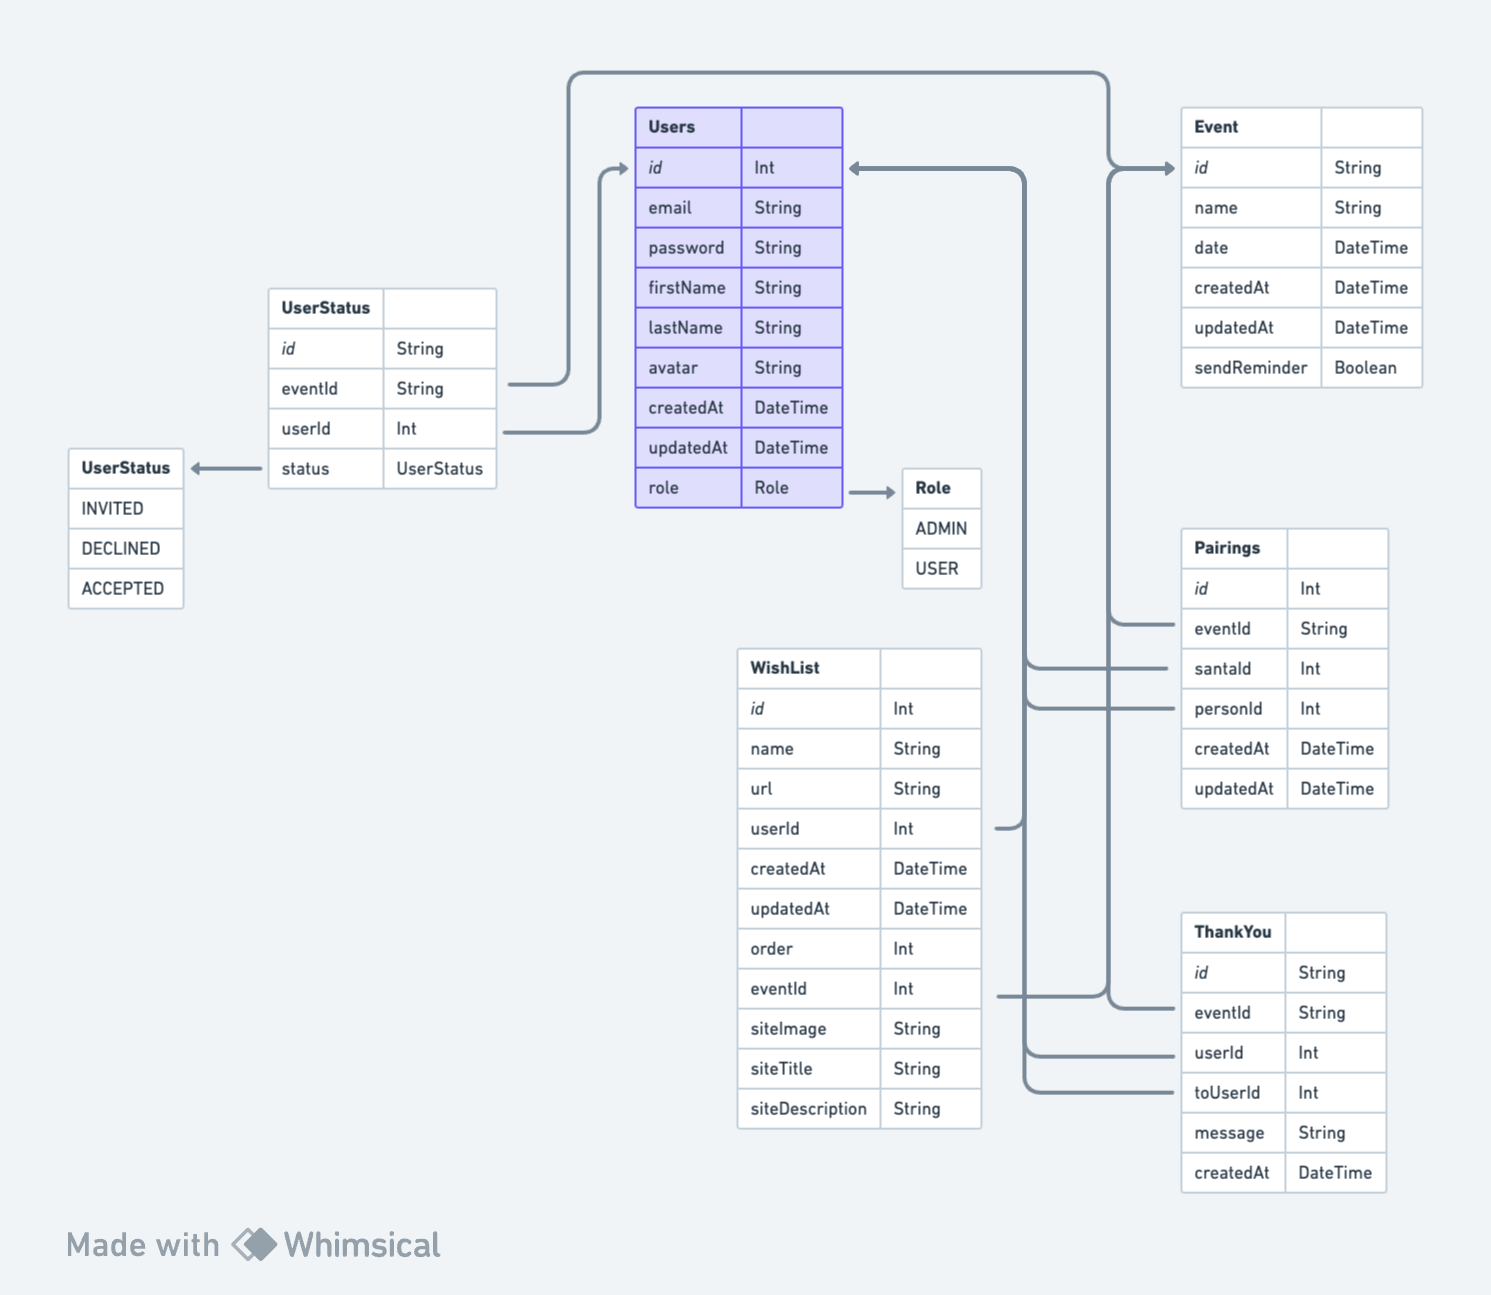 Users
id Int
email String
password String
firstName String
lastName String
avatar String
createdAt DateTime
updatedAt DateTime
role Role
Event
id String
name String
date DateTime
createdAt DateTime
updatedAt DateTime
sendReminder Boolean
UserStatus
id String
eventId String
userId Int
status UserStatus
UserStatus
INVITED
DECLINED
ACCEPTED
Role
ADMIN
USER
Pairings
id Int
eventId String
santaId Int
personId Int
createdAt DateTime
updatedAt DateTime
WishList
id Int
name String
url String
userId Int
createdAt DateTime
updatedAt DateTime
order Int
eventId Int
siteImage String
siteTitle String
siteDescription String
ThankYou
id String
eventId String
userId Int
toUserId Int
message String
createdAt DateTime
Made with Whimsical